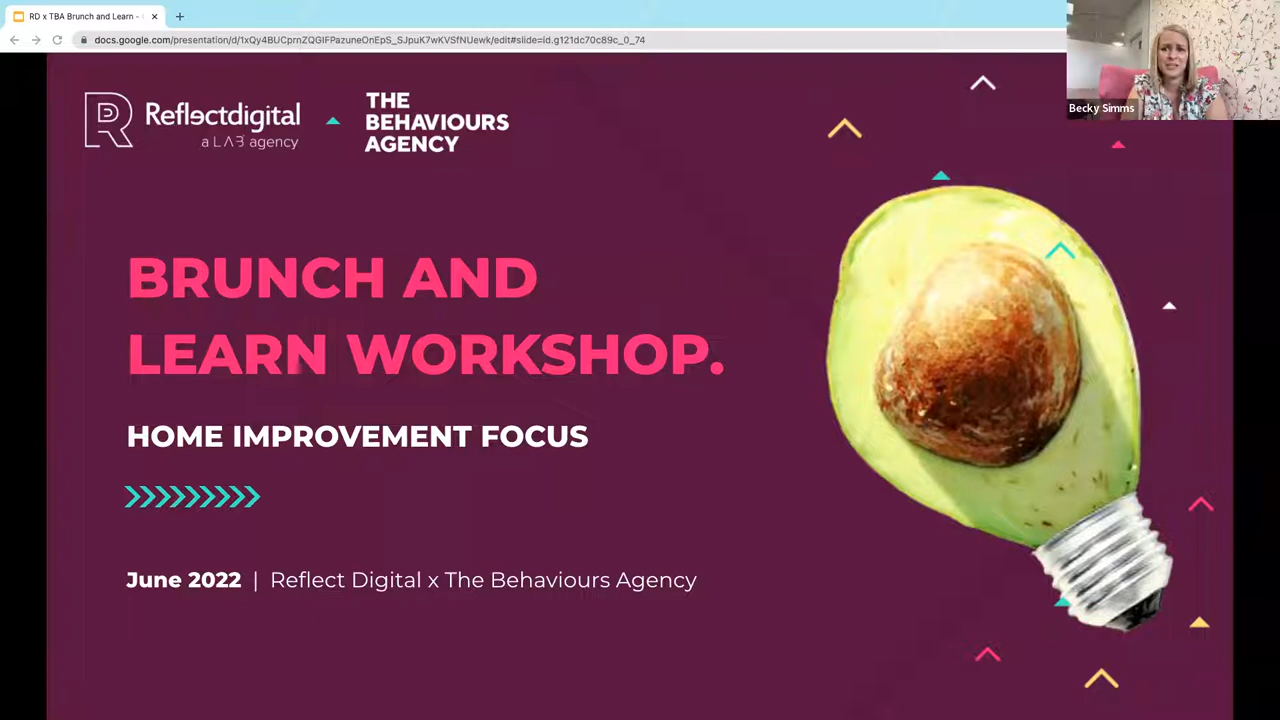 RD x TBA Brunch and Learn -
docs.google.com/presentation/d/1xQy4BUCprnZQGIFPazuneOnEpS_SJpuK7wKVSfNUewk/edit#slide=id.g121dc70c89c_0_74
Becky Simms
Reflectdigital
a LAB agency
THE
BEHAVIOURS
AGENCY
BRUNCH AND
LEARN WORKSHOP.
HOME IMPROVEMENT FOCUS
June 2022 | Reflect Digital x The Behaviours Agency